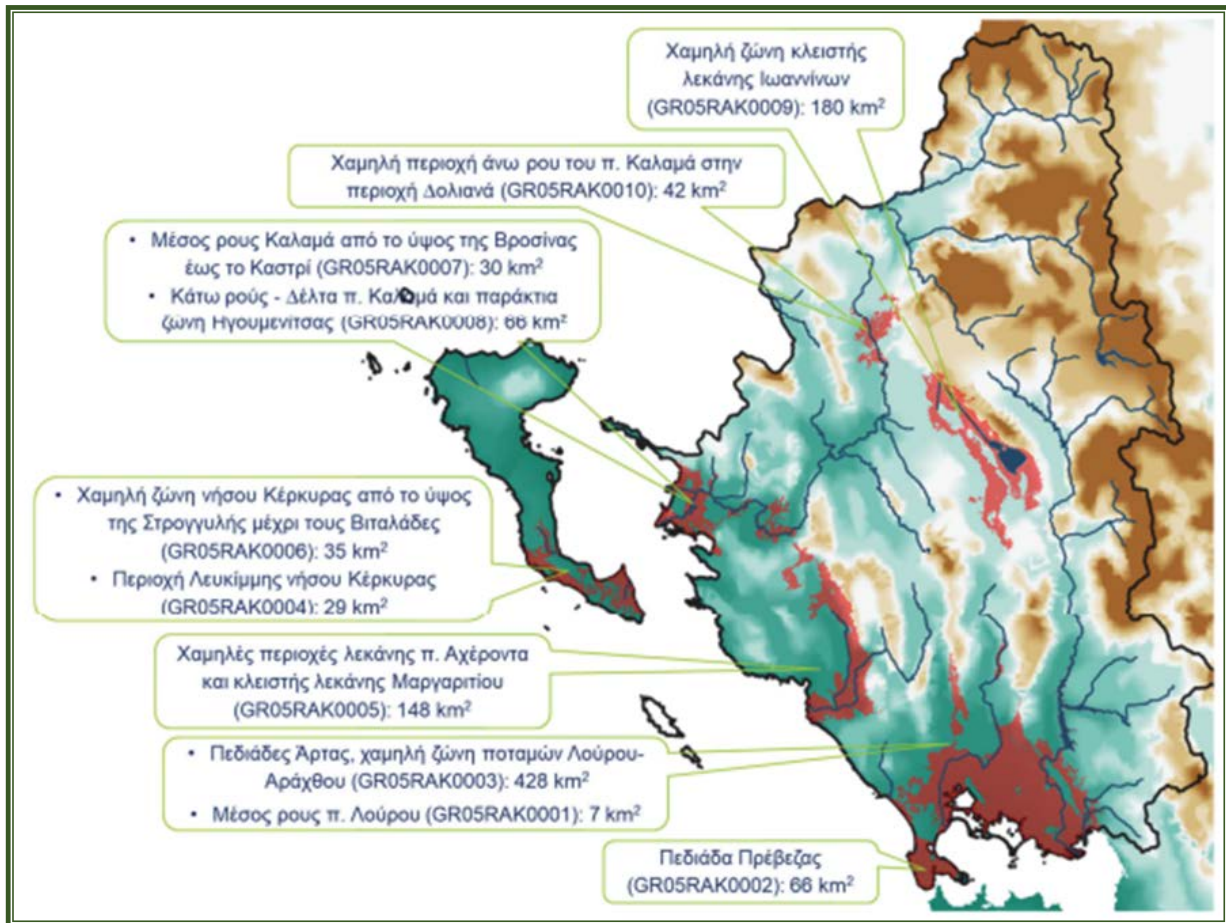 Χαμηλή ζώνη κλειστής
λεκάνης Ιωαννίνων
(GR05RAK0009): 180 km²
Χαμηλή περιοχή άνω ρου του π. Καλαμά στην
περιοχή Δολιανά (GR05RAK0010): 42 km²
• Μέσος ρους Καλαμά από το ύψος της Βροσίνας
έως το Καστρί (GR05RAK0007): 30 km²
• Κάτω ρούς - Δέλτα π. Καλαμά και παράκτια
ζώνη Ηγουμενίτσας (GR05RAK0008): 66 km²
• Χαμηλή ζώνη νήσου Κέρκυρας από το ύψος
της Στρογγυλής μέχρι τους Βιταλάδες
(GR05RAK0006): 35 km²
• Περιοχή Λευκίμμης νήσου Κέρκυρας
(GR05RAK0004): 29 km²
Χαμηλές περιοχές λεκάνης π. Αχέροντα
και κλειστής λεκάνης Μαργαριτίου
(GR05RAK0005): 148 km²
• Πεδιάδες Άρτας, χαμηλή ζώνη ποταμών Λούρου-
Αράχθου (GR05RAK0003): 428 km²
• Μέσος ρους π. Λούρου (GR05RAK0001): 7 km²
Πεδιάδα Πρέβεζας
(GR05RAK0002): 66 km²